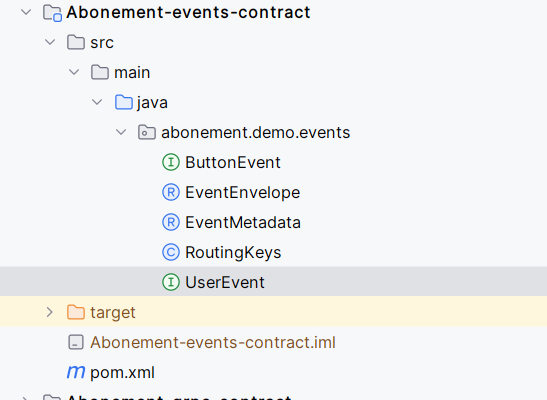 Abonement-events-contract
src
main
java
abonement.demo.events
I ButtonEvent
R EventEnvelope
R EventMetadata
C RoutingKeys
I UserEvent
target
Abonement-events-contract.iml
m pom.xml
Abonement-grpc-contract